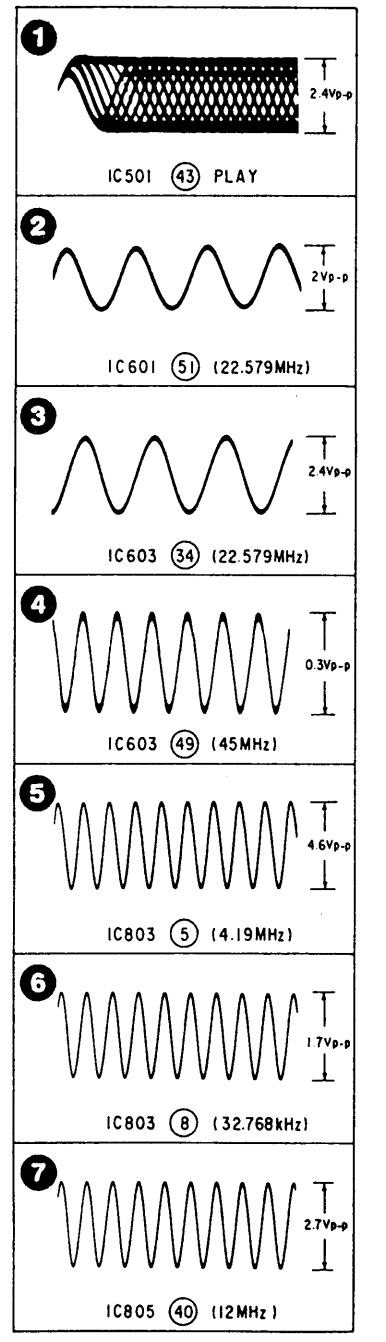 1
2.4Vp-p
IC501 43 PLAY
2
2Vp-p
IC601 51 (22.579MHz)
3
2.4Vp-p
IC603 34 (22.579MHz)
4
0.3Vp-p
IC603 49 (45MHz)
5
4.6Vp-p
IC803 5 (4.19MHz)
6
1.7Vp-p
IC803 8 (32.768kHz)
7
2.7Vp-p
IC805 40 (12MHz)